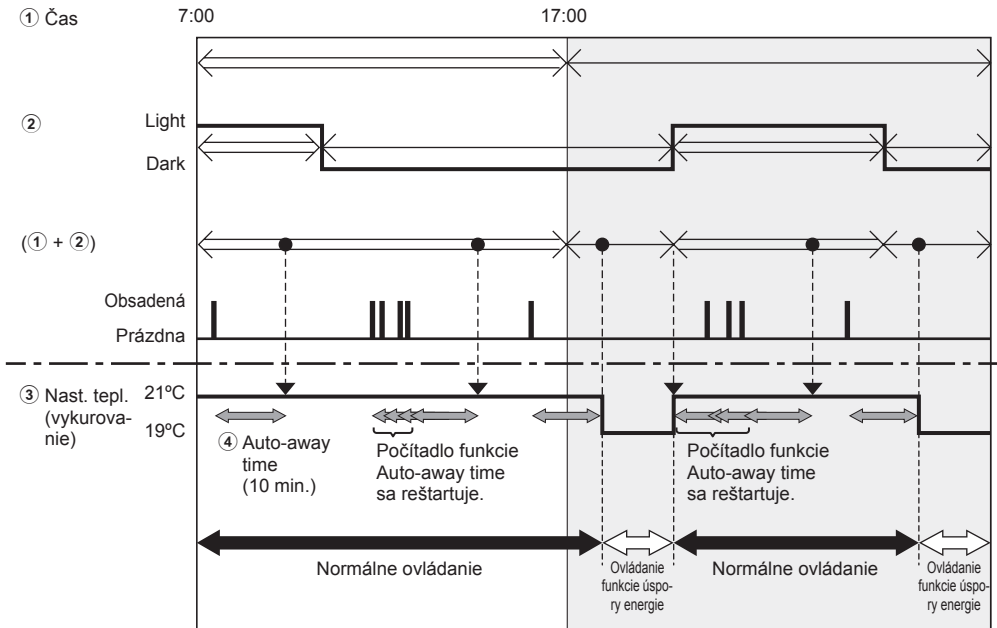 ① Čas 7:00 17:00
② Light
Dark
(① + ②)
Obsadená
Prázdna
③ Nast. tepl.
(vykurova-
nie)
21ºC
19ºC
④ Auto-away
time
(10 min.)
Počítadlo funkcie
Auto-away time
sa reštartuje.
Počítadlo funkcie
Auto-away time
sa reštartuje.
Normálne ovládanie
Ovládanie
funkcie úspo-
ry energie
Normálne ovládanie
Ovládanie
funkcie úspo-
ry energie